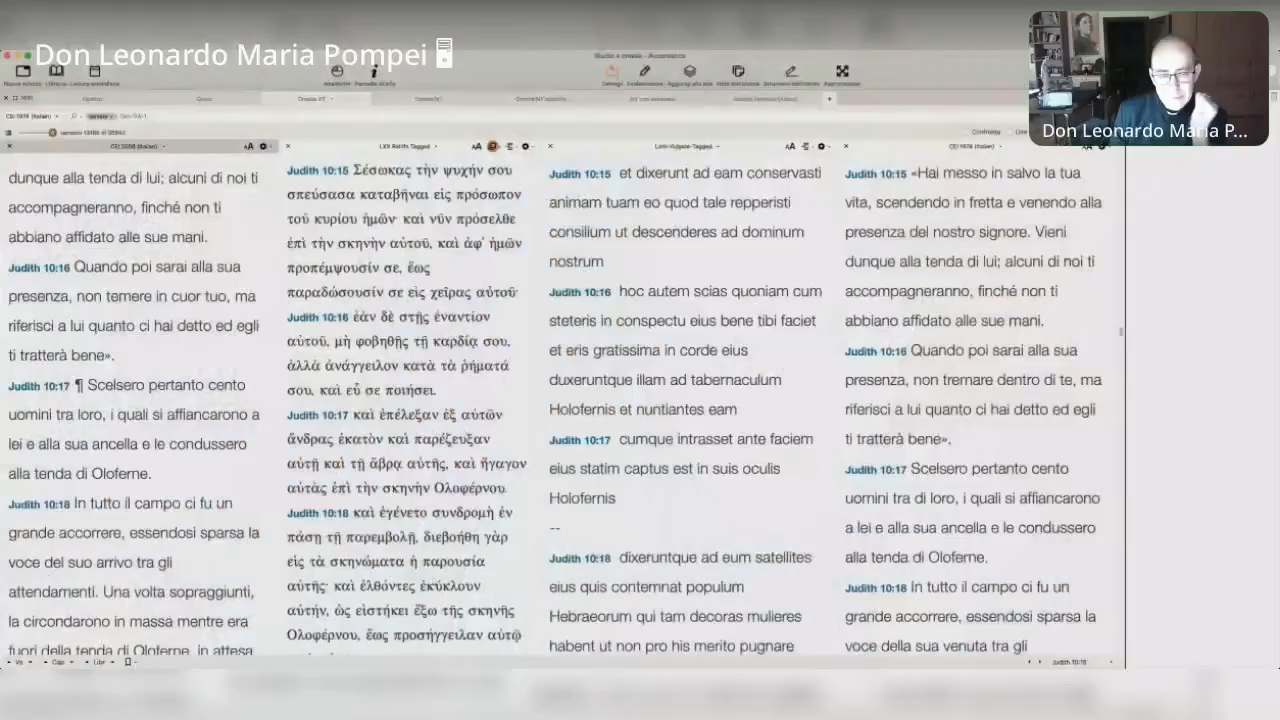 Don Leonardo Maria Pompei
Don Leonardo Maria P...
CEI 1974 (Italian)
LXX Rahlfs Tagged
Latin Vulgate Tagged
CEI 1974 (Italian)
dunque alla tenda di lui; alcuni di noi ti
accompagneranno, finché non ti
abbiano affidato alle sue mani.
Judith 10:16 Quando poi sarai alla sua
presenza, non temere in cuor tuo, ma
riferisci a lui quanto ci hai detto ed egli
ti tratterà bene».
Judith 10:17 ¶ Scelsero pertanto cento
uomini tra loro, i quali si affiancarono a
lei e alla sua ancella e le condussero
alla tenda di Oloferne.
Judith 10:18 In tutto il campo ci fu un
grande accorrere, essendosi sparsa la
voce del suo arrivo tra gli
attendamenti. Una volta sopraggiunti,
la circondarono in massa mentre era
fuori della tenda di Oloferne, in attesa
Judith 10:15 Σέσωκας τὴν ψυχήν σου
σπεύσασα καταβῆναι εἰς πρόσωπον
τοῦ κυρίου ἡμῶν· καὶ νῦν πρόσελθε
ἐπὶ τὴν σκηνὴν αὐτοῦ, καὶ ἀφ᾽ ἡμῶν
προπέμψουσίν σε, ἕως
παραδώσουσίν σε εἰς χεῖρας αὐτοῦ·
Judith 10:16 ἐὰν δὲ στῇς ἐναντίον
αὐτοῦ, μὴ φοβηθῇς τῇ καρδίᾳ σου,
ἀλλὰ ἀνάγγειλον κατὰ τὰ ῥήματά
σου, καὶ εὖ σε ποιήσει.
Judith 10:17 καὶ ἐπέλεξαν ἐξ αὐτῶν
ἄνδρας ἑκατὸν καὶ παρέζευξαν
αὐτῇ καὶ τῇ ἅβρᾳ αὐτῆς, καὶ ἤγαγον
αὐτὰς ἐπὶ τὴν σκηνὴν Ολοφέρνου.
Judith 10:18 καὶ ἐγένετο συνδρομὴ ἐν
πάσῃ τῇ παρεμβολῇ, διεβοήθη γὰρ
εἰς τὰ σκηνώματα ἡ παρουσία
αὐτῆς· καὶ ἐλθόντες ἐκύκλουν
αὐτήν, ὡς εἱστήκει ἔξω τῆς σκηνῆς
Ολοφέρνου, ἕως προσήγγειλαν αὐτῷ
Judith 10:15 et dixerunt ad eam conservasti
animam tuam eo quod tale repperisti
consilium ut descenderes ad dominum
nostrum
Judith 10:16 hoc autem scias quoniam cum
steteris in conspectu eius bene tibi faciet
et eris gratissima in corde eius
duxeruntque illam ad tabernaculum
Holofernis et nuntiantes eam
Judith 10:17 cumque intrasset ante faciem
eius statim captus est in suis oculis
Holofernis
--
Judith 10:18 dixeruntque ad eum satellites
eius quis contemnat populum
Hebraeorum qui tam decoras mulieres
habent ut non pro his merito pugnare
Judith 10:15 «Hai messo in salvo la tua
vita, scendendo in fretta e venendo alla
presenza del nostro signore. Vieni
dunque alla tenda di lui; alcuni di noi ti
accompagneranno, finché non ti
abbiano affidato alle sue mani.
Judith 10:16 Quando poi sarai alla sua
presenza, non tremare dentro di te, ma
riferisci a lui quanto ci hai detto ed egli
ti tratterà bene».
Judith 10:17 Scelsero pertanto cento
uomini tra di loro, i quali si affiancarono
a lei e alla sua ancella e le condussero
alla tenda di Oloferne.
Judith 10:18 In tutto il campo ci fu un
grande accorrere, essendosi sparsa la
voce della sua venuta tra gli
Judith 10:16